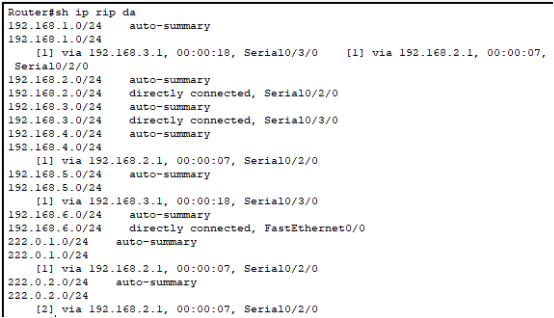 Router#sh ip rip da
192.168.1.0/24    auto-summary
192.168.1.0/24
    [1] via 192.168.3.1, 00:00:18, Serial0/3/0    [1] via 192.168.2.1, 00:00:07,
 Serial0/2/0
192.168.2.0/24    auto-summary
192.168.2.0/24    directly connected, Serial0/2/0
192.168.3.0/24    auto-summary
192.168.3.0/24    directly connected, Serial0/3/0
192.168.4.0/24    auto-summary
192.168.4.0/24
    [1] via 192.168.2.1, 00:00:07, Serial0/2/0
192.168.5.0/24    auto-summary
192.168.5.0/24
    [1] via 192.168.3.1, 00:00:18, Serial0/3/0
192.168.6.0/24    auto-summary
192.168.6.0/24    directly connected, FastEthernet0/0
222.0.1.0/24    auto-summary
222.0.1.0/24
    [1] via 192.168.2.1, 00:00:07, Serial0/2/0
222.0.2.0/24    auto-summary
222.0.2.0/24
    [2] via 192.168.2.1, 00:00:07, Serial0/2/0